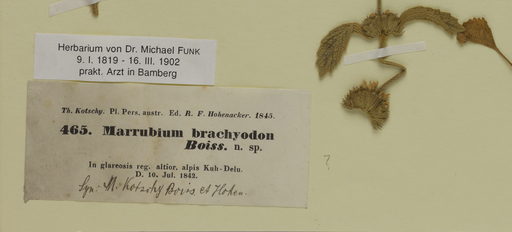 Herbarium von Dr. Michael FUNK
9. I. 1819 - 16. III. 1902
prakt. Arzt in Bamberg
Th. Kotschy. Pl. Pers. austr. Ed. R. F. Hohenacker. 1845.
465. Marrubium brachyodon
Boiss. n. sp.
In glareosis reg. altior. alpis Kuh-Delu.
D. 10. Jul. 1842.
Syn: M. Kotschyi Boiss. et Hohen.
?